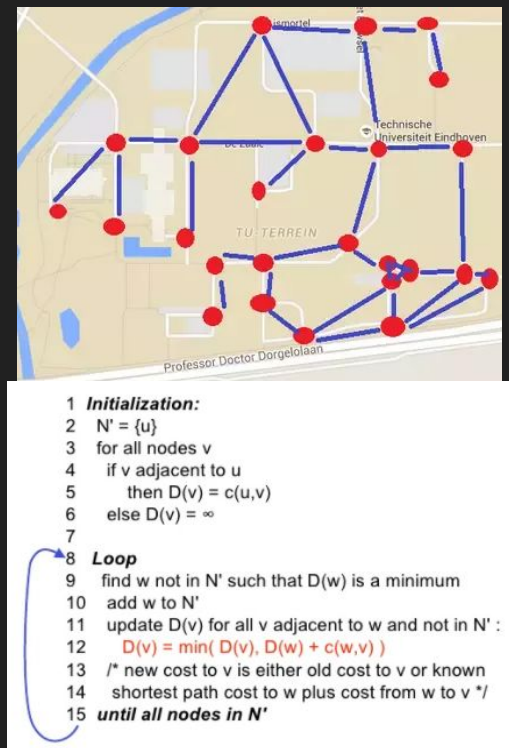 Technische
Universiteit Eindhoven
TU-TERREIN
Professor Doctor Dorgelolaan
1 Initialization:
2 N' = {u}
3 for all nodes v
4 if v adjacent to u
5 then D(v) = c(u,v)
6 else D(v) = ∞
7
8 Loop
9 find w not in N' such that D(w) is a minimum
10 add w to N'
11 update D(v) for all v adjacent to w and not in N' :
12 D(v) = min( D(v), D(w) + c(w,v) )
13 /* new cost to v is either old cost to v or known
14 shortest path cost to w plus cost from w to v */
15 until all nodes in N'